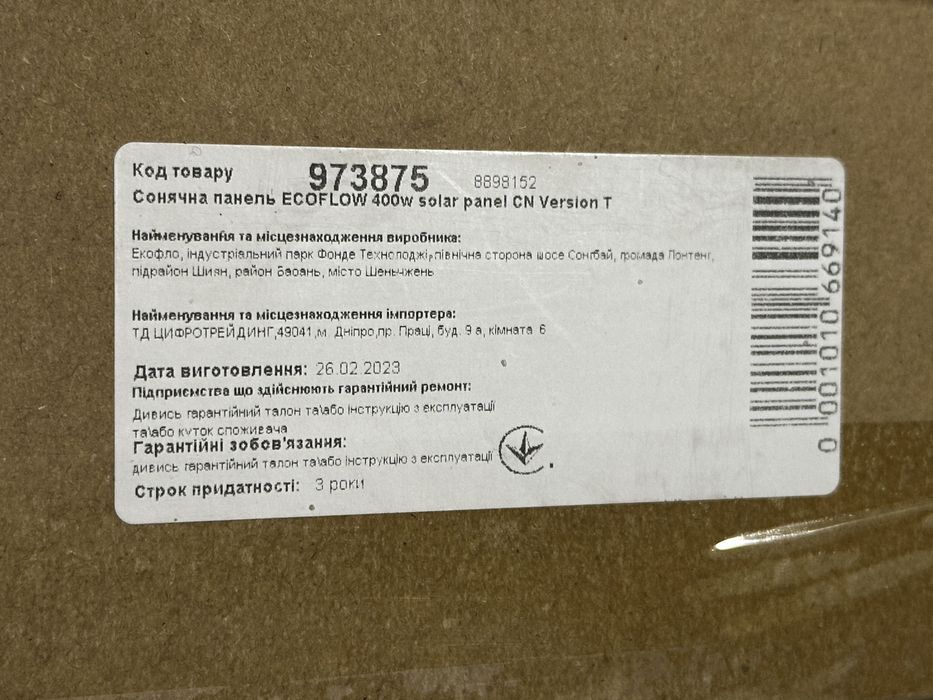 Код товару 973875 8898152
Сонячна панель ECOFLOW 400w solar panel CN Version T
Найменування та місцезнаходження виробника:
Екофло, індустріальний парк Фонде Технолоджі, північна сторона шосе Сонгбай, громада Лонтенг,
підрайон Шиян, район Баоань, місто Шеньчжень
Найменування та місцезнаходження імпортера:
ТД ЦИФРОТРЕЙДИНГ,49041,м. Дніпро,пр. Праці, буд. 9 а, кімната 6
Дата виготовлення: 26.02.2023
Підприємства що здійснюють гарантійний ремонт:
Дивись гарантійний талон та\або інструкцію з експлуатації
та\або куток споживача
Гарантійні зобов'язання:
дивись гарантійний талон та\або інструкцію з експлуатації
Строк придатності: 3 роки
0 001010 669140